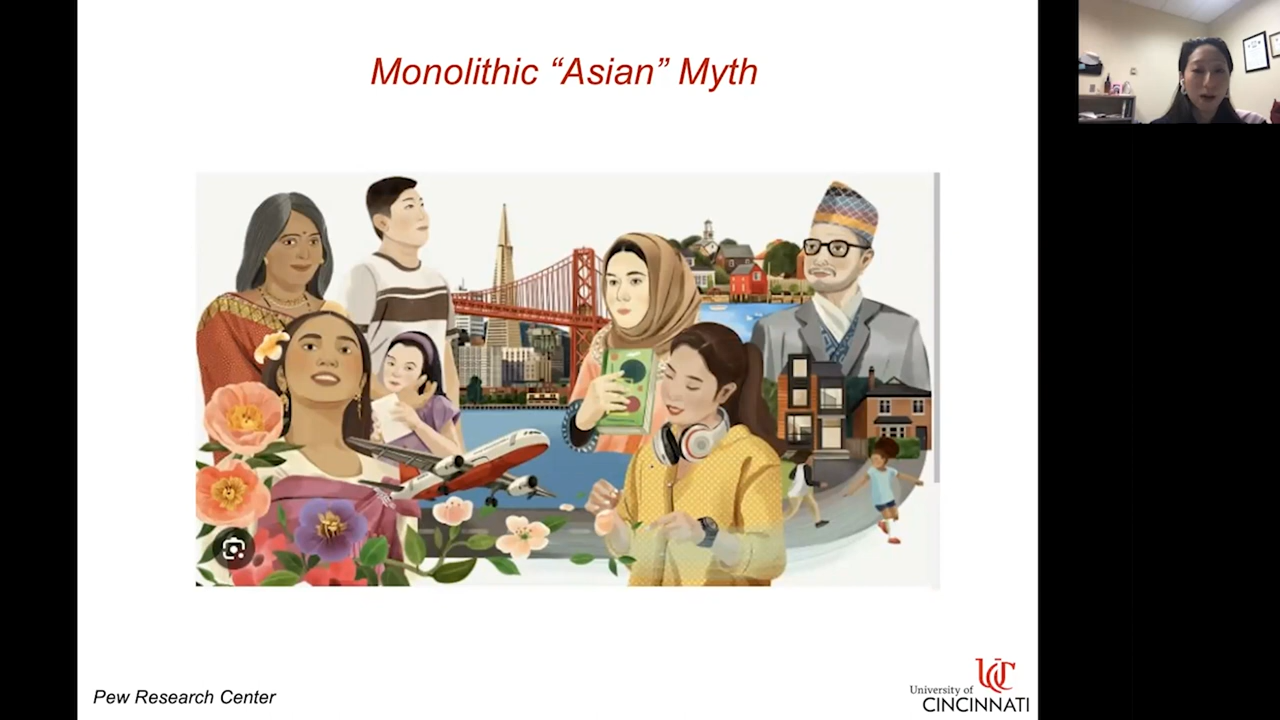 Monolithic “Asian” Myth
Pew Research Center
University of
CINCINNATI